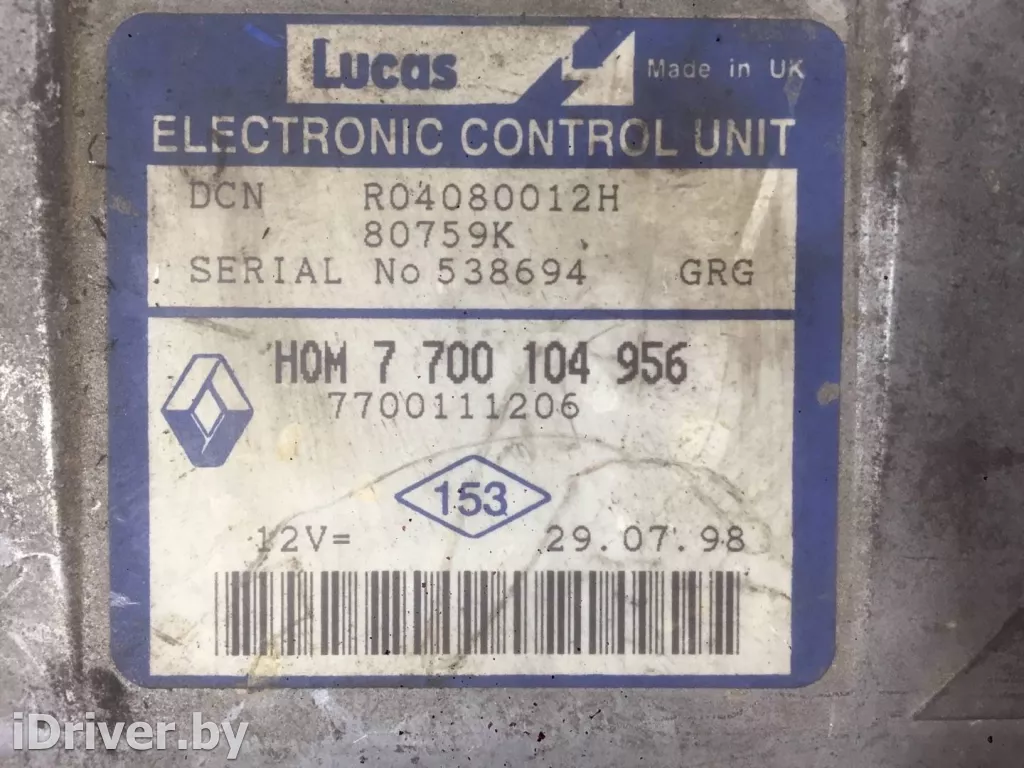 Lucas
Made in UK
ELECTRONIC CONTROL UNIT
DCN R04080012H
80759K
SERIAL No 538694 GRG
HOM 7 700 104 956
7700111206
153
12V= 29.07.98
iDriver.by